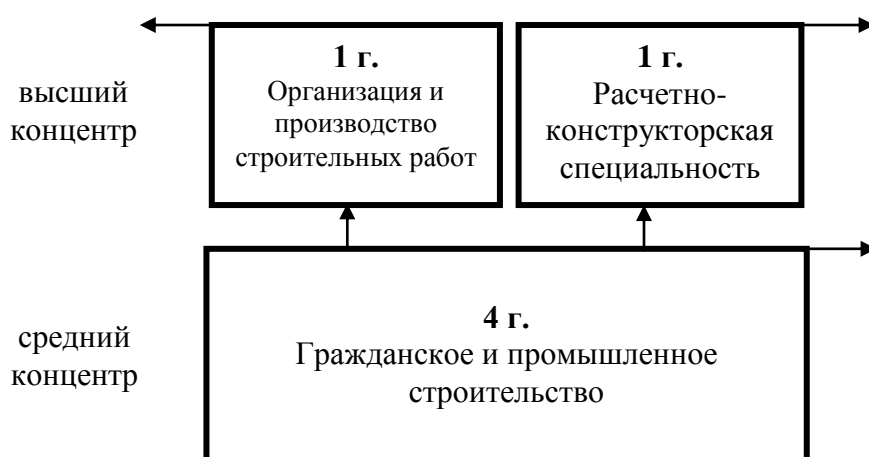 высший
концентр
1 г.
Организация и
производство
строительных работ
1 г.
Расчетно-
конструкторская
специальность
средний
концентр
4 г.
Гражданское и промышленное
строительство